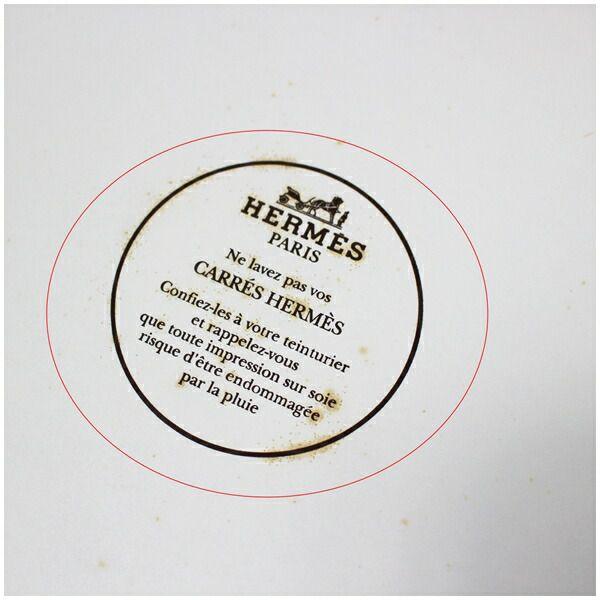 HERMÈS
PARIS
Ne lavez pas vos
CARRÉS HERMÈS
Confiez-les à votre teinturier
et rappelez-vous
que toute impression sur soie
risque d'être endommagée
par la pluie